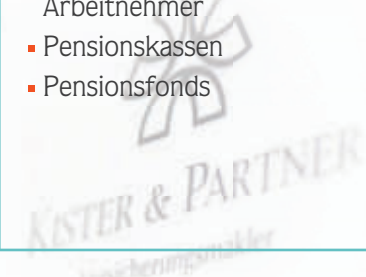 Arbeitnehmer
Pensionskassen
Pensionsfonds
KISTER & PARTNER